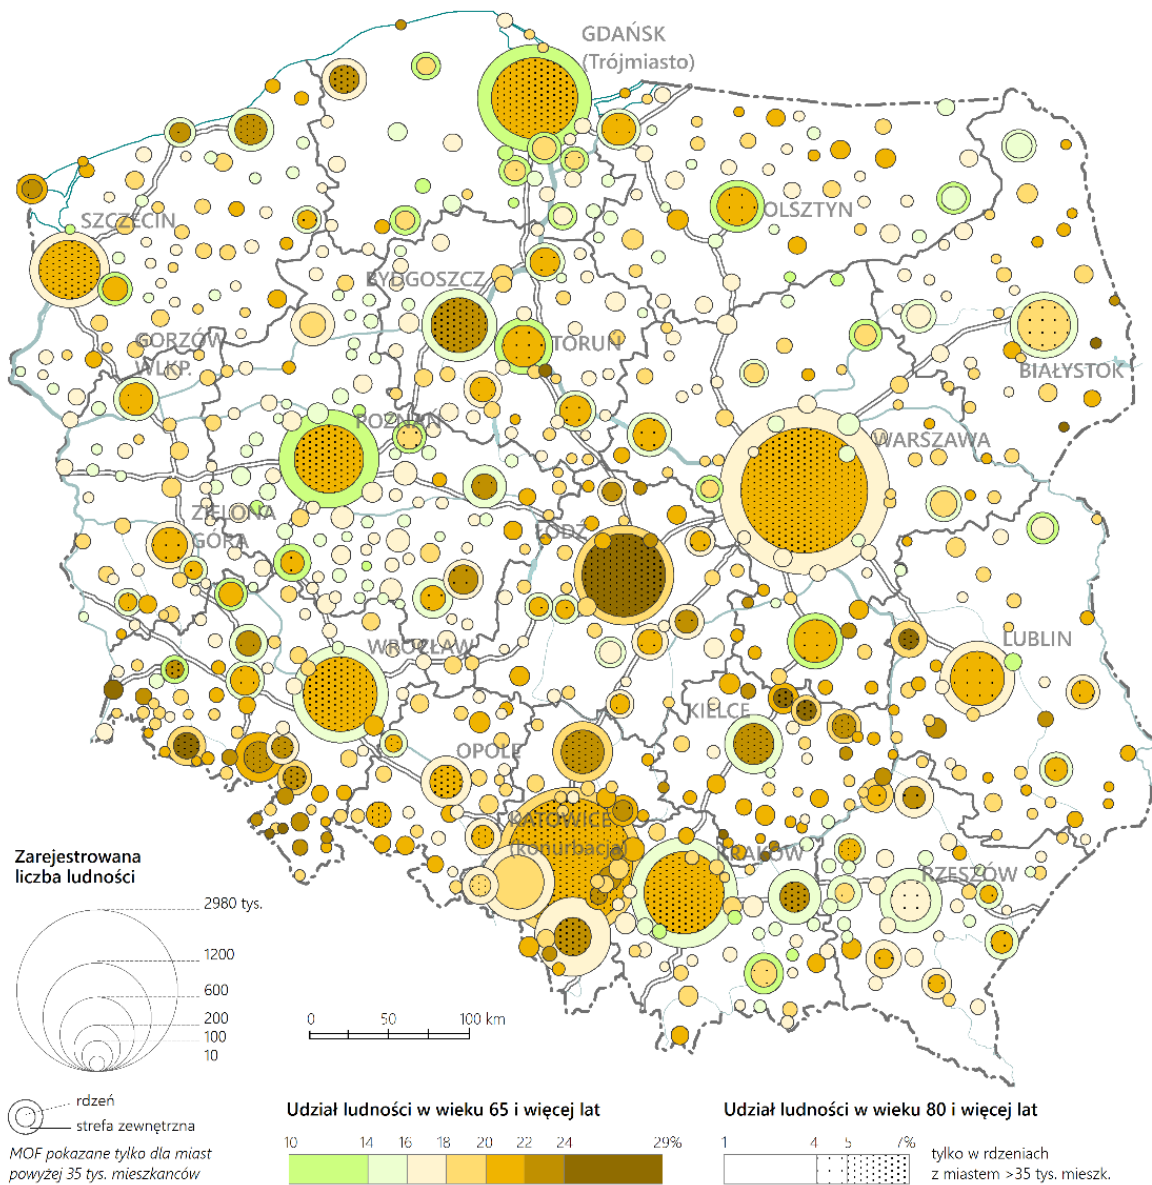 GDAŃSK
(Trójmiasto)
SZCZECIN
OLSZTYN
BYDGOSZCZ
GORZÓW
WLKP.
TORUŃ
BIAŁYSTOK
POZNAŃ
WARSZAWA
ZIELONA
GÓRA
ŁÓDŹ
WROCŁAW
LUBLIN
KIELCE
OPOLE
KATOWICE
(konurbacja)
KRAKÓW
RZESZÓW
Zarejestrowana
liczba ludności
2980 tys.
1200
600
200
100
10
0 50 100 km
rdzeń
strefa zewnętrzna
MOF pokazane tylko dla miast
powyżej 35 tys. mieszkańców
Udział ludności w wieku 65 i więcej lat
10 14 16 18 20 22 24 29%
Udział ludności w wieku 80 i więcej lat
1 4 5 7%
tylko w rdzeniach
z miastem >35 tys. mieszk.